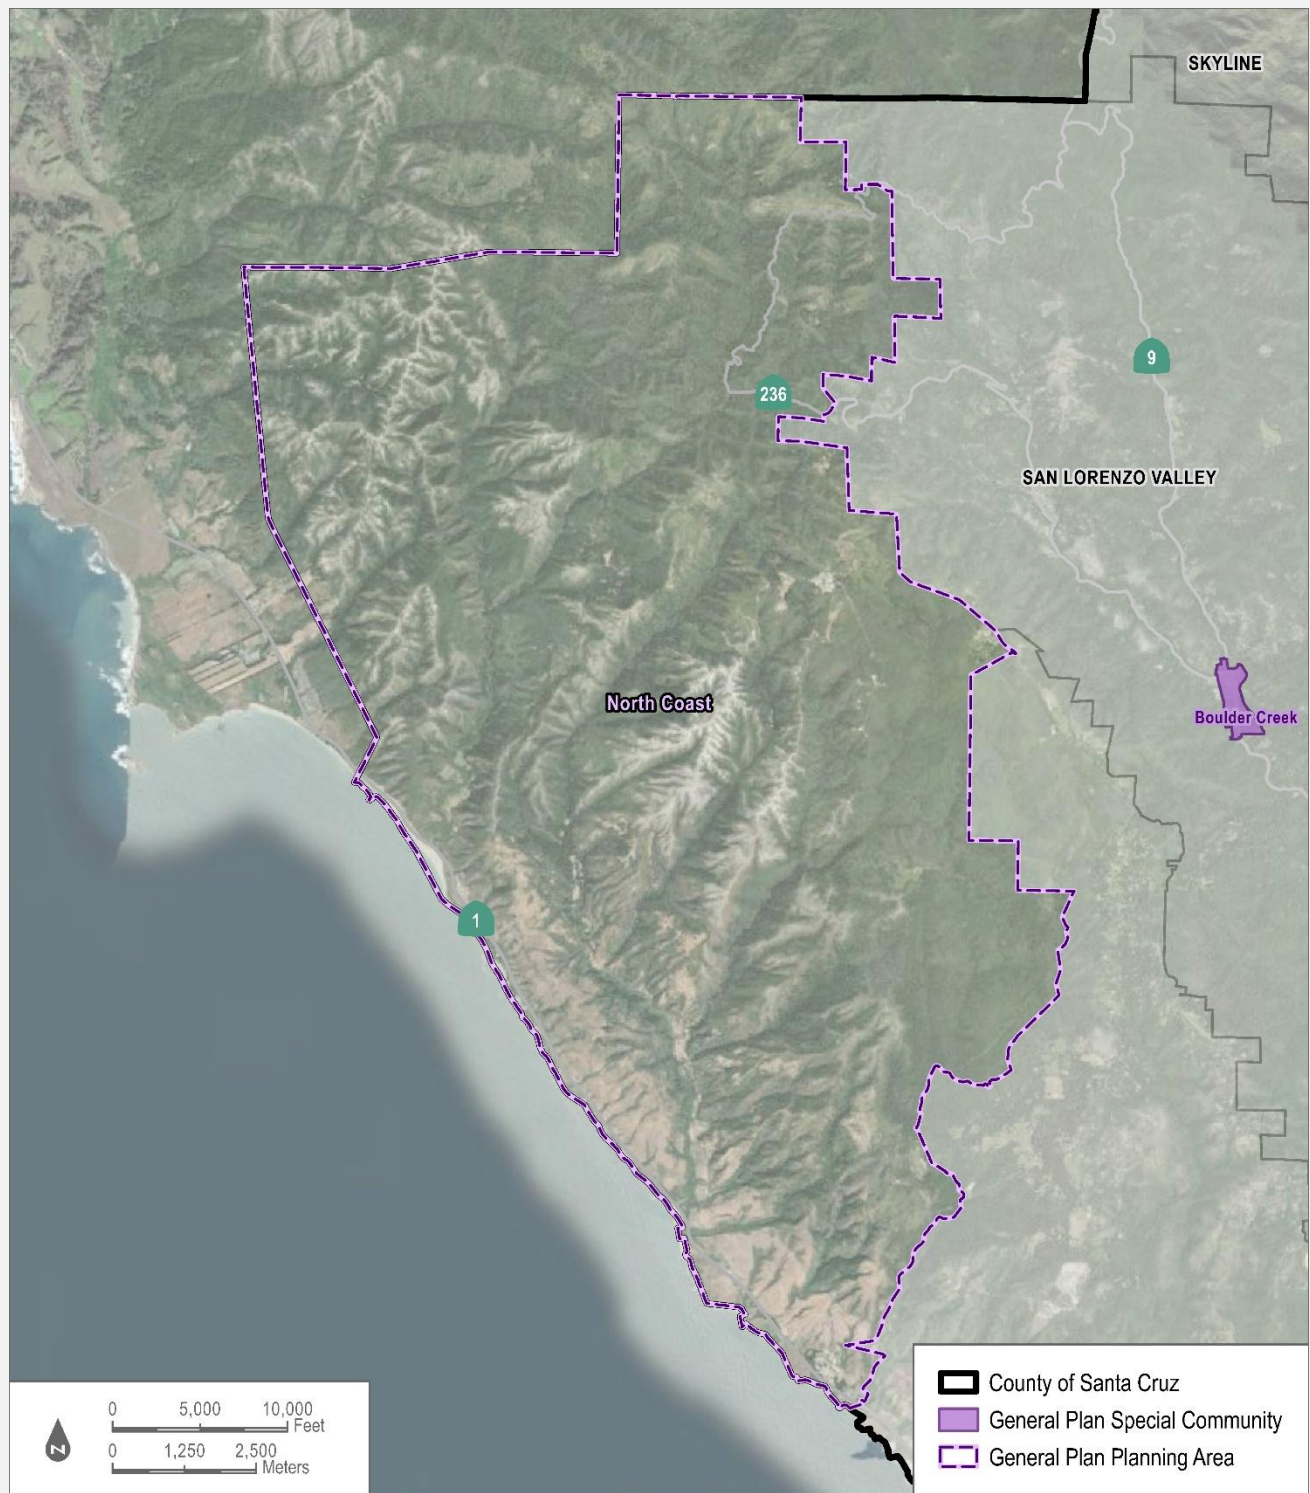 SKYLINE
9
236
SAN LORENZO VALLEY
North Coast
Boulder Creek
1
County of Santa Cruz
General Plan Special Community
General Plan Planning Area
N
0 5,000 10,000
Feet
0 1,250 2,500
Meters